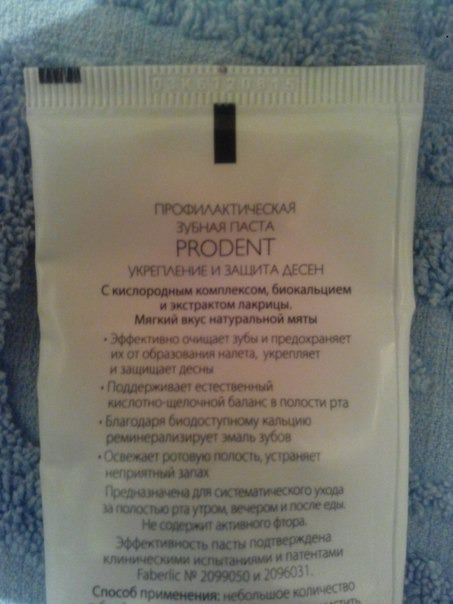 ПРОФИЛАКТИЧЕСКАЯ
ЗУБНАЯ ПАСТА
PRODENT
УКРЕПЛЕНИЕ И ЗАЩИТА ДЕСЕН
С кислородным комплексом, биокальцием
и экстрактом лакрицы.
Мягкий вкус натуральной мяты
• Эффективно очищает зубы и предохраняет
их от образования налета, укрепляет
и защищает десны
• Поддерживает естественный
кислотно-щелочной баланс в полости рта
• Благодаря биодоступному кальцию
реминерализирует эмаль зубов
• Освежает ротовую полость, устраняет
неприятный запах
Предназначена для систематического ухода
за полостью рта утром, вечером и после еды.
Не содержит активного фтора.
Эффективность пасты подтверждена
клиническими испытаниями и патентами
Faberlic № 2099050 и 2096031.
Способ применения: небольшое количество